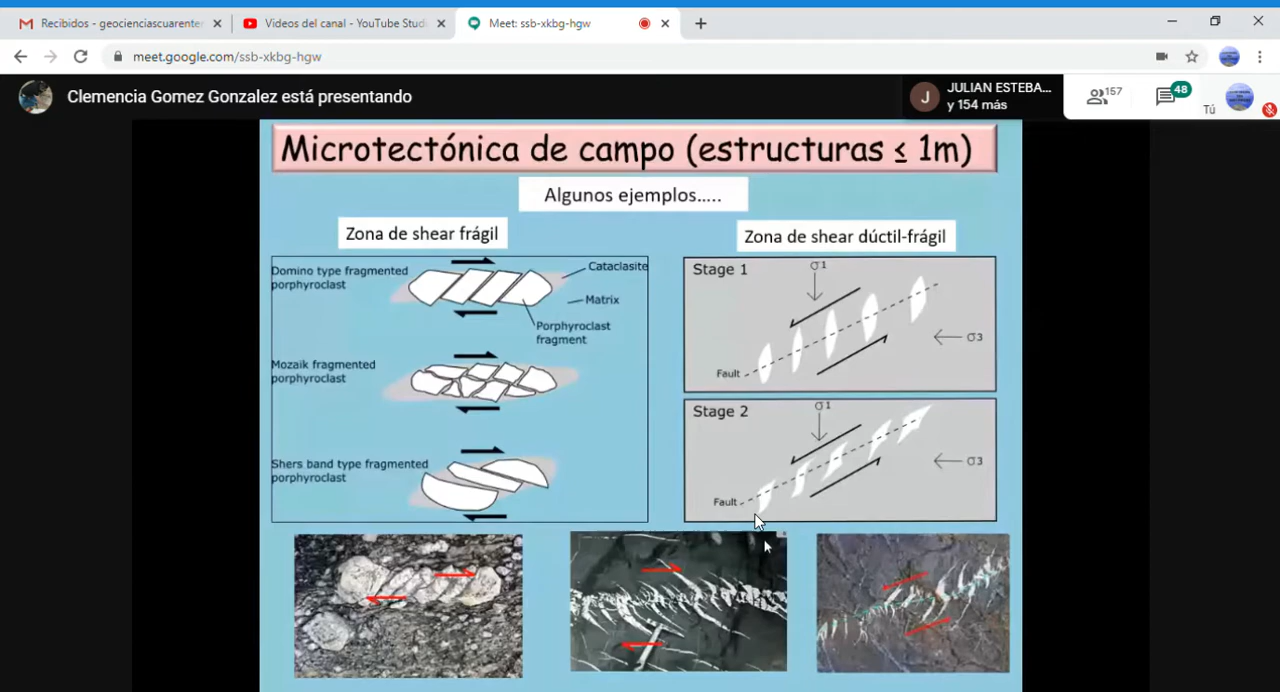 Recibidos - geocienciascuarente
Videos del canal - YouTube Studi
Meet: ssb-xkbg-hgw
meet.google.com/ssb-xkbg-hgw
Clemencia Gomez Gonzalez está presentando
J
JULIAN ESTEBA...
y 154 más
157
48
Tú
Microtectónica de campo (estructuras ≤ 1m)
Algunos ejemplos.....
Zona de shear frágil
Zona de shear dúctil-frágil
Domino type fragmented
porphyroclast
Cataclasite
Matrix
Porphyroclast
fragment
Mozaik fragmented
porphyroclast
Shers band type fragmented
porphyroclast
Stage 1
σ1
σ3
Fault
Stage 2
σ1
σ3
Fault